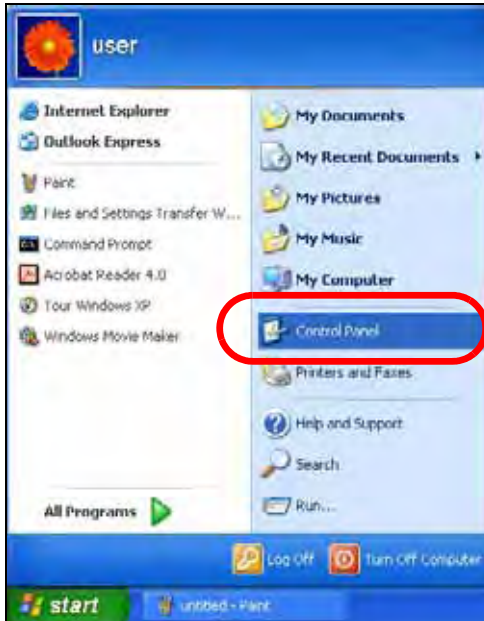 user
Internet Explorer
Outlook Express
Paint
Files and Settings Transfer W...
Command Prompt
Acrobat Reader 4.0
Tour Windows XP
Windows Movie Maker
All Programs
My Documents
My Recent Documents
My Pictures
My Music
My Computer
Control Panel
Printers and Faxes
Help and Support
Search
Run...
Log Off
Turn Off Computer
start
untitled - Paint